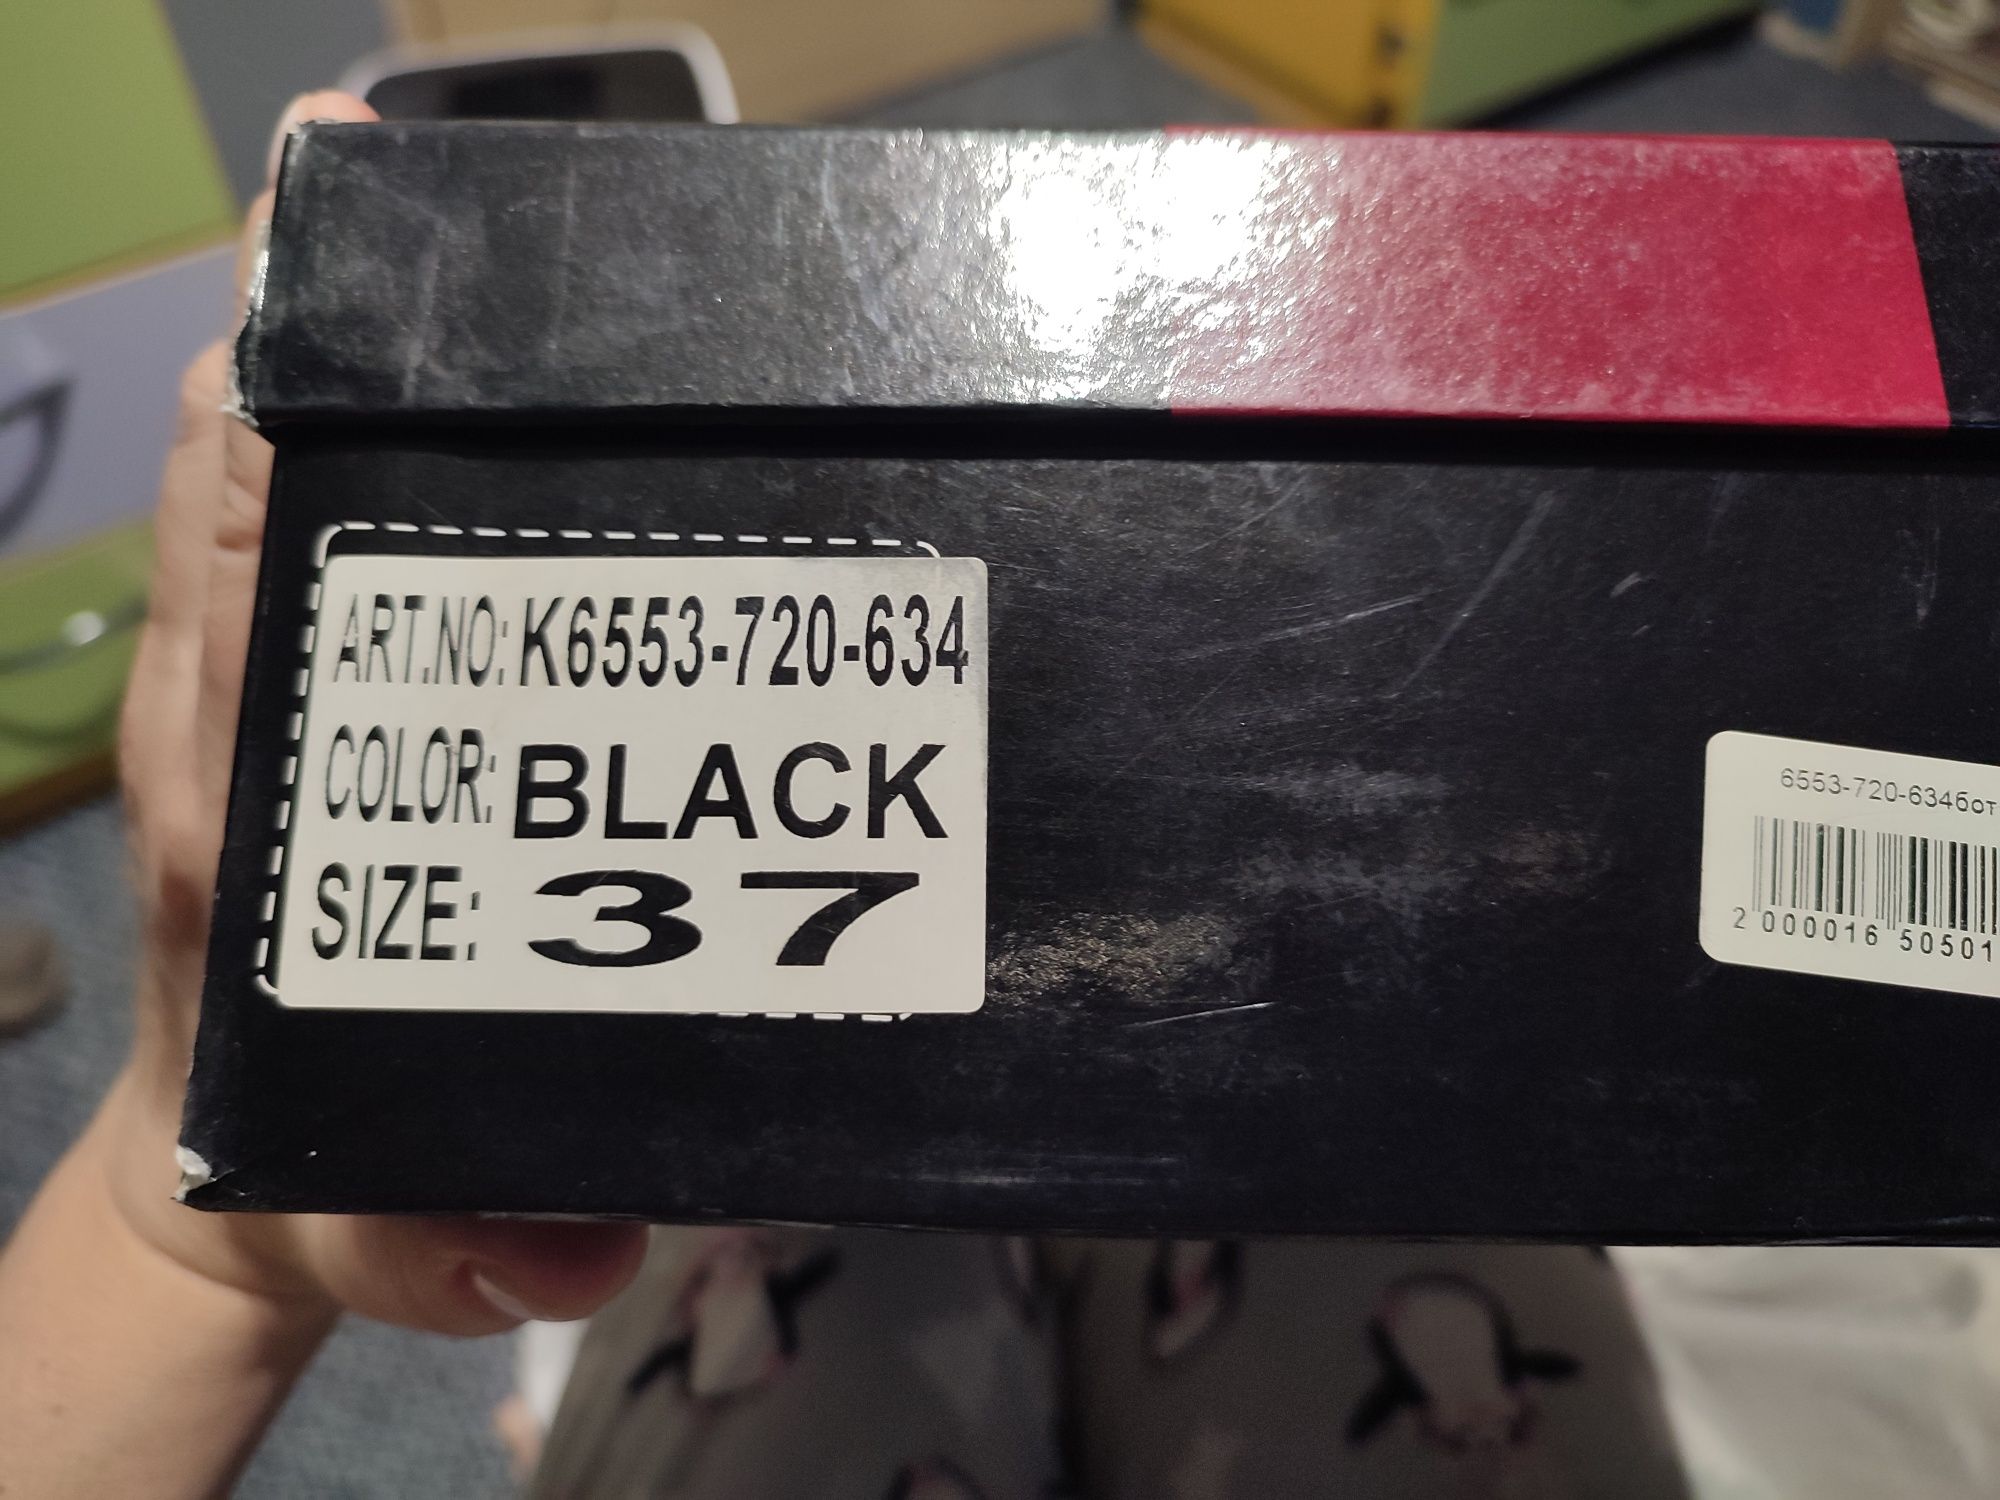 ART.NO: K6553-720-634
COLOR: BLACK
SIZE: 37
6553-720-634бот
2 000016 50501